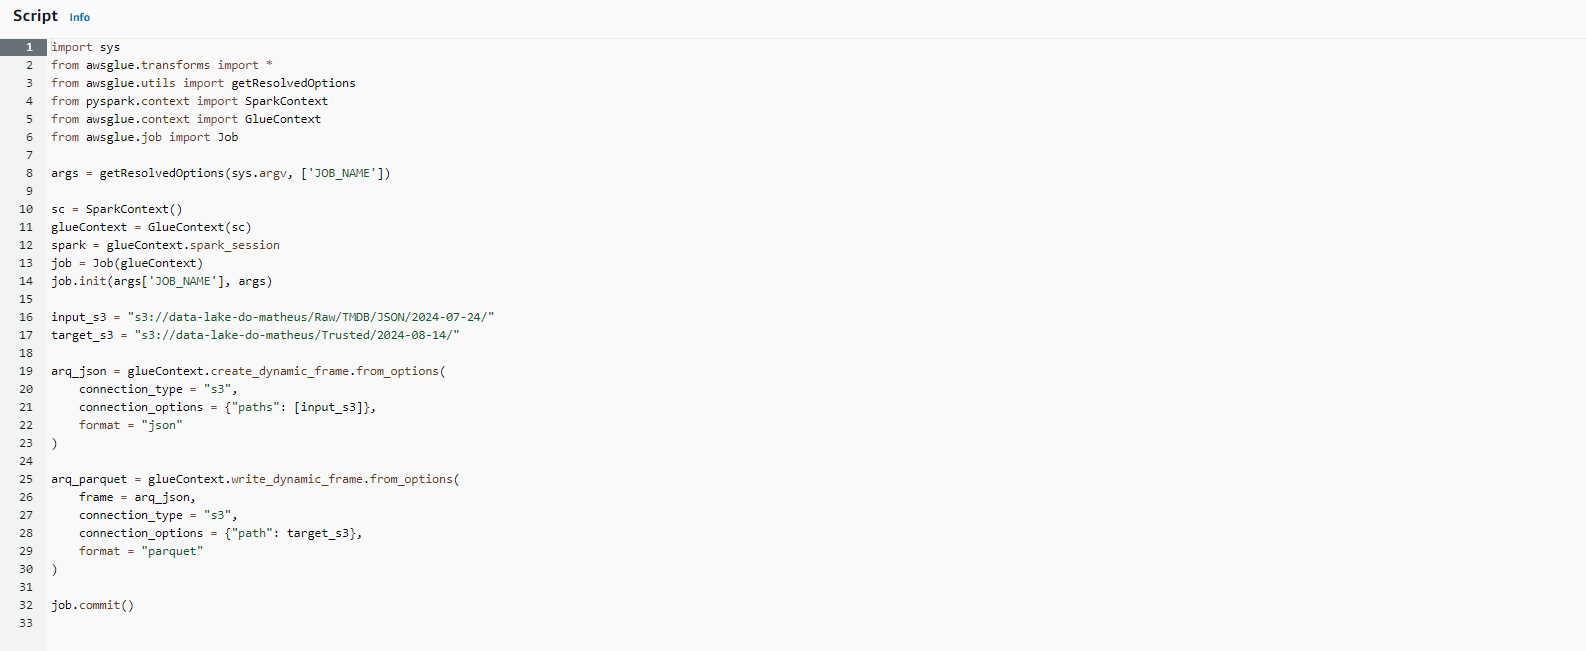 Script Info
1 import sys
2 from awsglue.transforms import *
3 from awsglue.utils import getResolvedOptions
4 from pyspark.context import SparkContext
5 from awsglue.context import GlueContext
6 from awsglue.job import Job
7
8 args = getResolvedOptions(sys.argv, ['JOB_NAME'])
9
10 sc = SparkContext()
11 glueContext = GlueContext(sc)
12 spark = glueContext.spark_session
13 job = Job(glueContext)
14 job.init(args['JOB_NAME'], args)
15
16 input_s3 = "s3://data-lake-do-matheus/Raw/TMDB/JSON/2024-07-24/"
17 target_s3 = "s3://data-lake-do-matheus/Trusted/2024-08-14/"
18
19 arq_json = glueContext.create_dynamic_frame.from_options(
20     connection_type = "s3",
21     connection_options = {"paths": [input_s3]},
22     format = "json"
23 )
24
25 arq_parquet = glueContext.write_dynamic_frame.from_options(
26     frame = arq_json,
27     connection_type = "s3",
28     connection_options = {"path": target_s3},
29     format = "parquet"
30 )
31
32 job.commit()
33